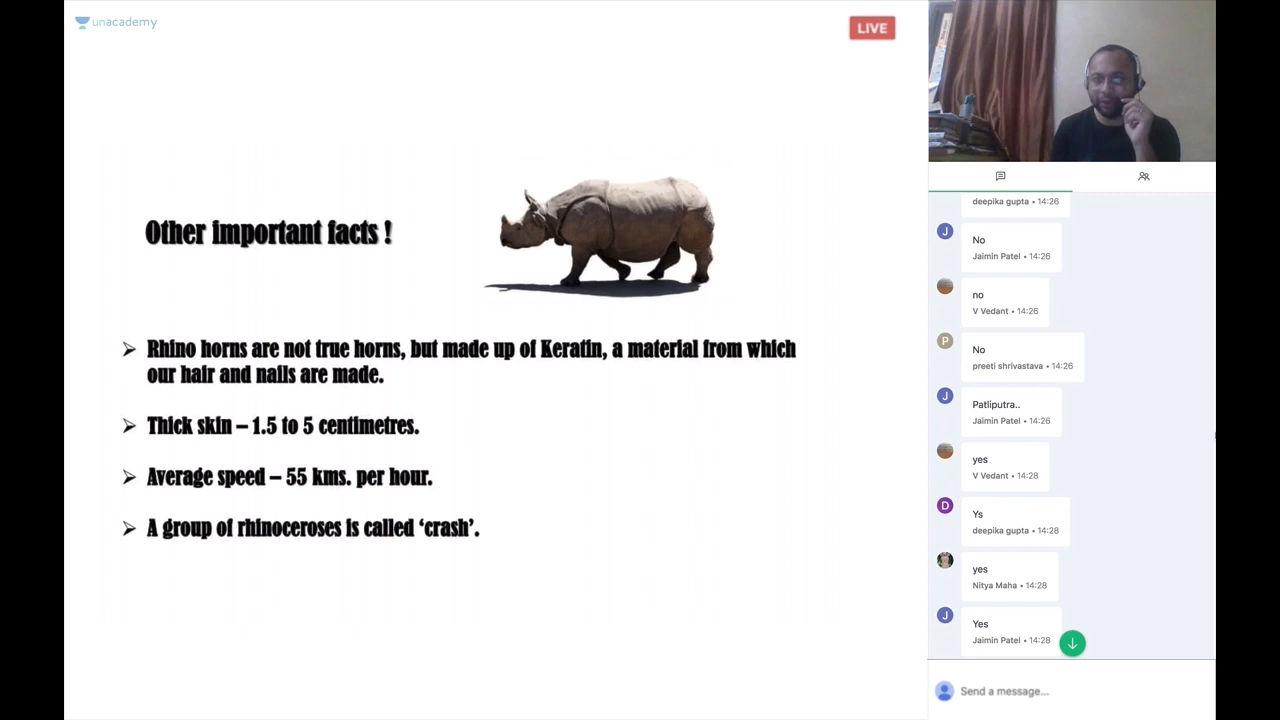 unacademy
LIVE
Other important facts !
Rhino horns are not true horns, but made up of Keratin, a material from which
our hair and nails are made.
Thick skin – 1.5 to 5 centimetres.
Average speed – 55 kms. per hour.
A group of rhinoceroses is called ‘crash’.
deepika gupta • 14:26
J
No
Jaimin Patel • 14:26
no
V Vedant • 14:26
P
No
preeti shrivastava • 14:26
J
Patliputra..
Jaimin Patel • 14:26
yes
V Vedant • 14:28
D
Ys
deepika gupta • 14:28
yes
Nitya Maha • 14:28
J
Yes
Jaimin Patel • 14:28
Send a message...